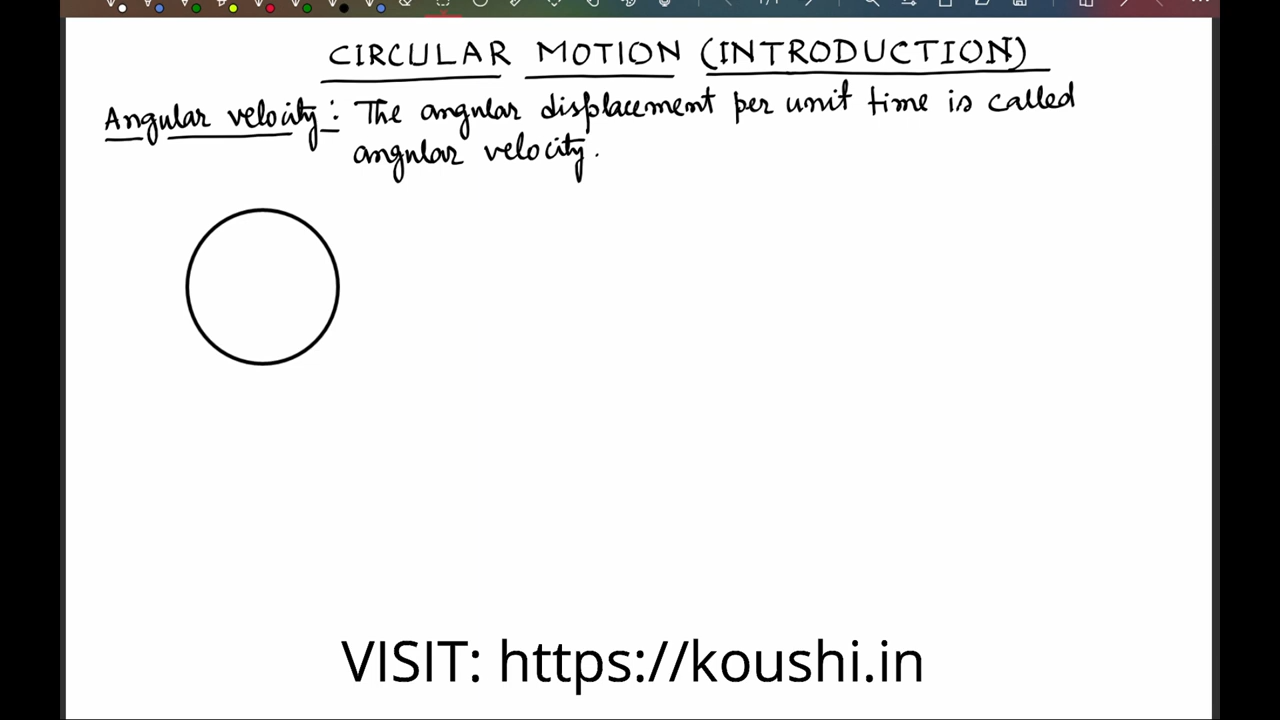 CIRCULAR MOTION (INTRODUCTION)
Angular velocity : The angular displacement per unit time is called
angular velocity.
VISIT: https://koushi.in